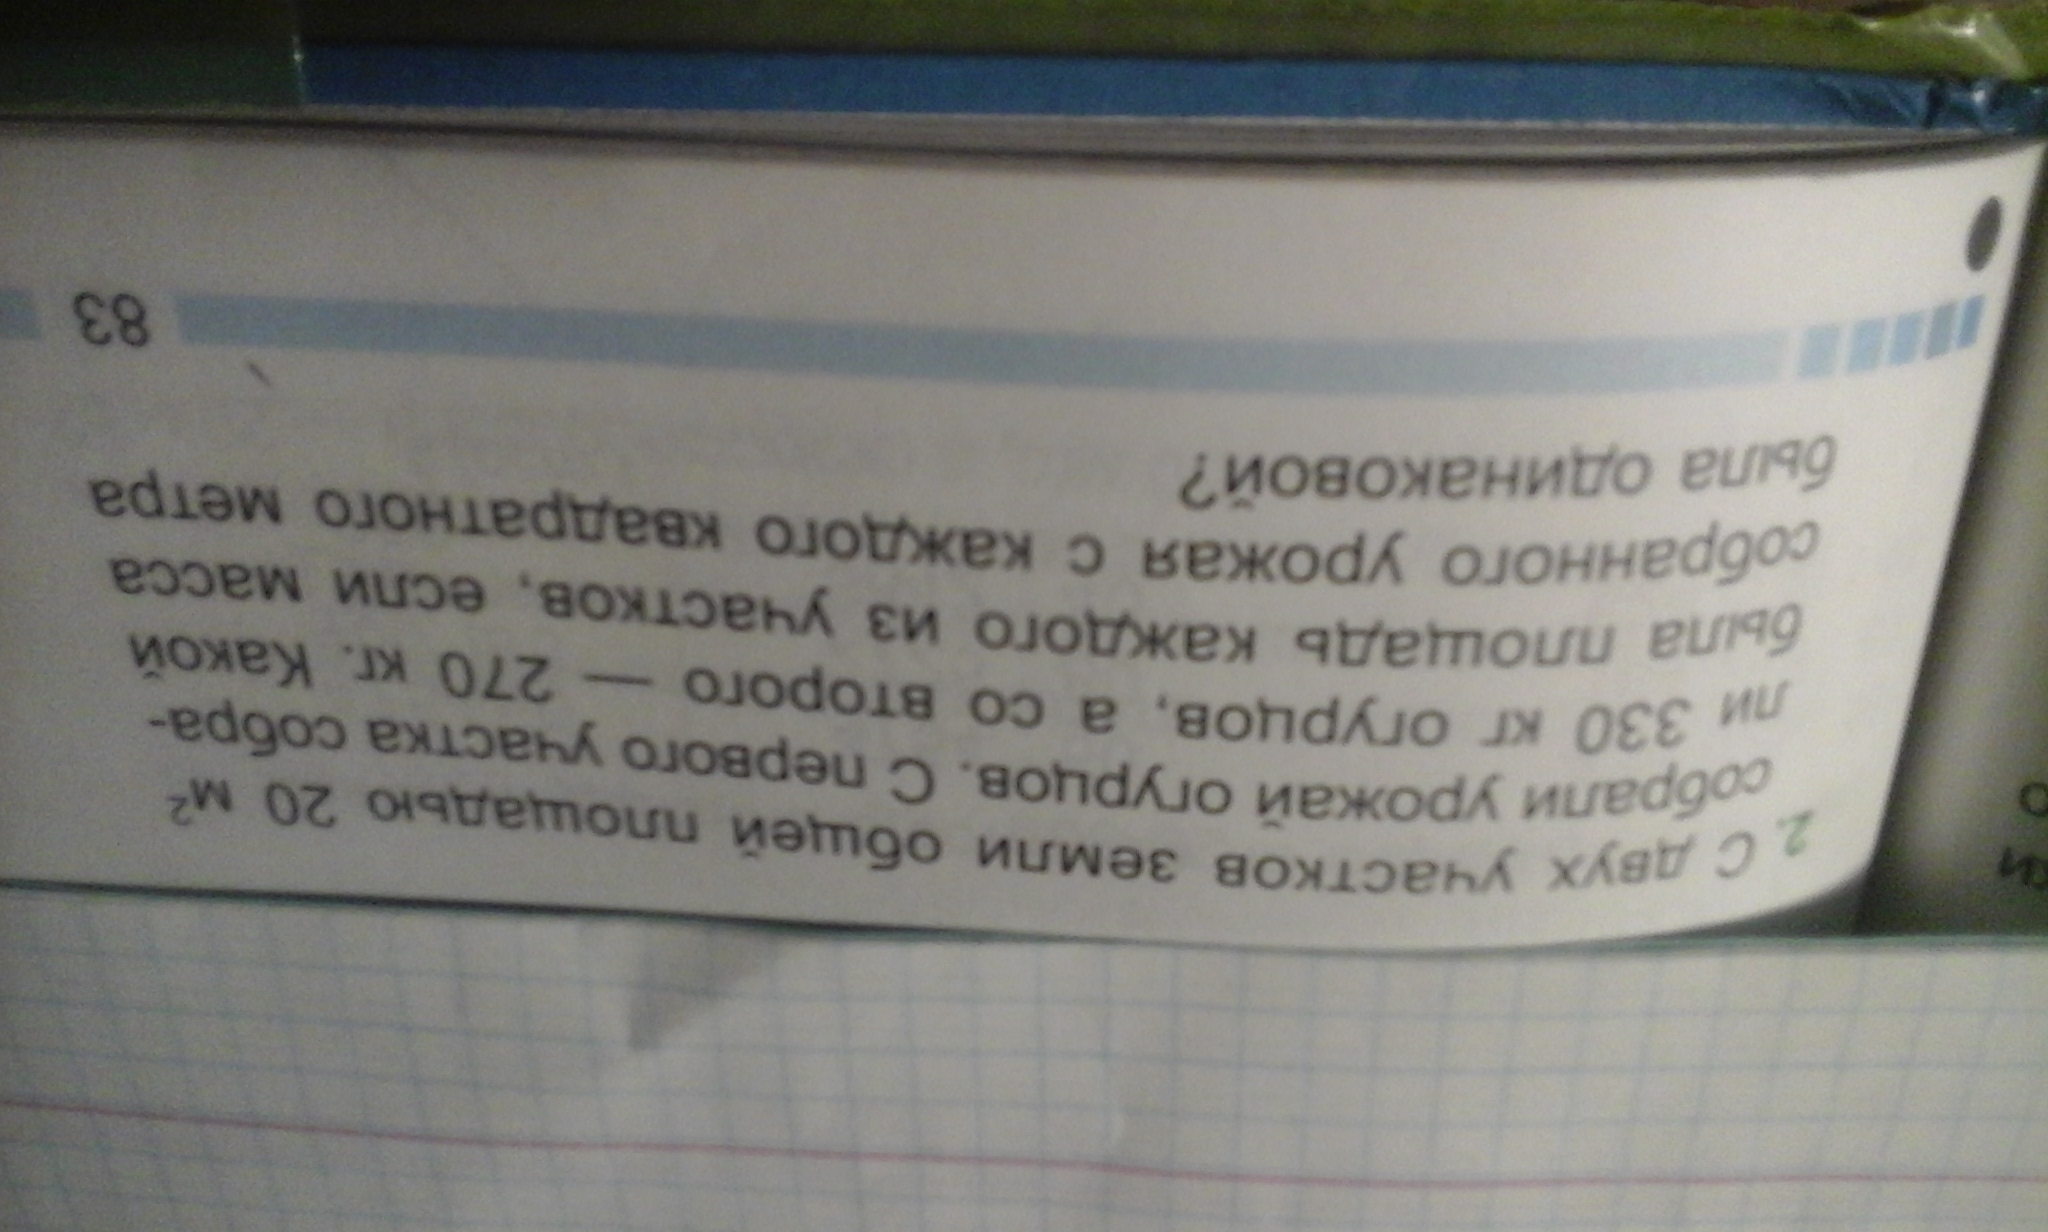 2. С двух участков земли общей площадью 20 м²
собрали урожай огурцов. С первого участка собра-
ли 330 кг огурцов, а со второго — 270 кг. Какой
была площадь каждого из участков, если масса
собранного урожая с каждого квадратного метра
была одинаковой?
83